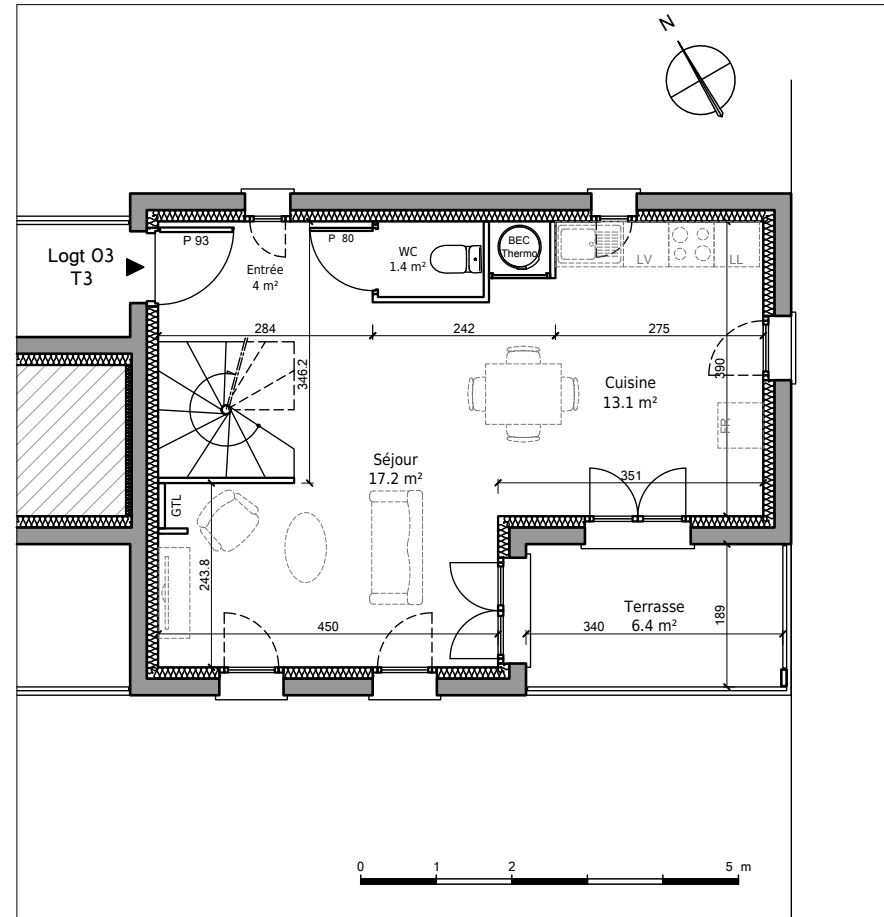 N
Logt 03
T3
P 93
P 80
Entrée
4 m²
WC
1.4 m²
BEC
Thermo
LV
LL
284
242
275
346.2
390
Cuisine
13.1 m²
FR
Séjour
17.2 m²
351
GTL
243.8
450
340
189
Terrasse
6.4 m²
0 1 2 5 m